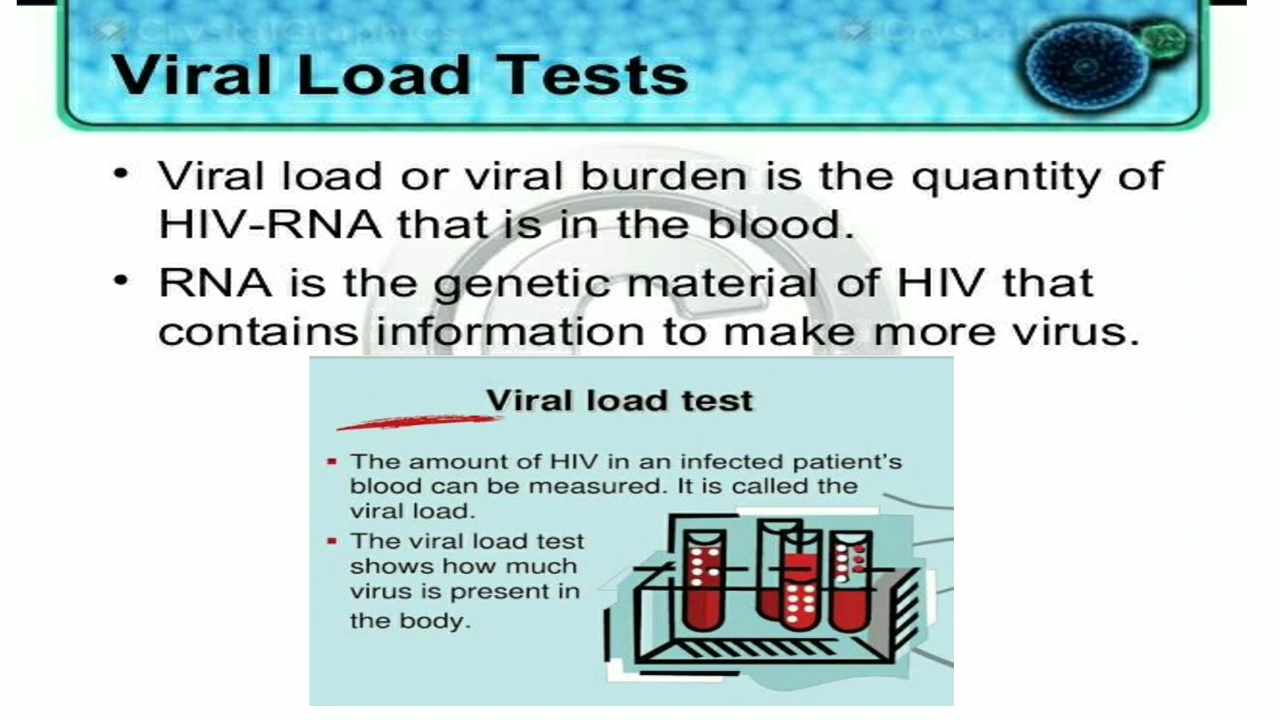 CrystalGraphics CrystalGraphics
Viral Load Tests
• Viral load or viral burden is the quantity of
HIV-RNA that is in the blood.
• RNA is the genetic material of HIV that
contains information to make more virus.
Viral load test
▪ The amount of HIV in an infected patient's
blood can be measured. It is called the
viral load.
▪ The viral load test
shows how much
virus is present in
the body.